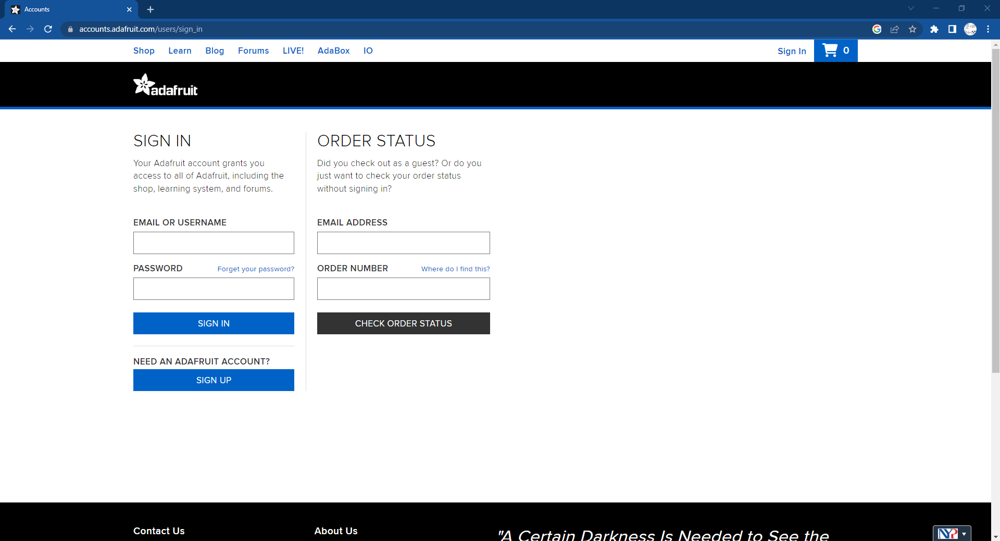 Accounts
accounts.adafruit.com/users/sign_in
Shop Learn Blog Forums LIVE! AdaBox IO Sign In 0
adafruit
SIGN IN
Your Adafruit account grants you
access to all of Adafruit, including the
shop, learning system, and forums.
EMAIL OR USERNAME
PASSWORD Forget your password?
SIGN IN
NEED AN ADAFRUIT ACCOUNT?
SIGN UP
ORDER STATUS
Did you check out as a guest? Or do you
just want to check your order status
without signing in?
EMAIL ADDRESS
ORDER NUMBER Where do I find this?
CHECK ORDER STATUS
Contact Us
About Us
"A Certain Darkness Is Needed to See the
NYP